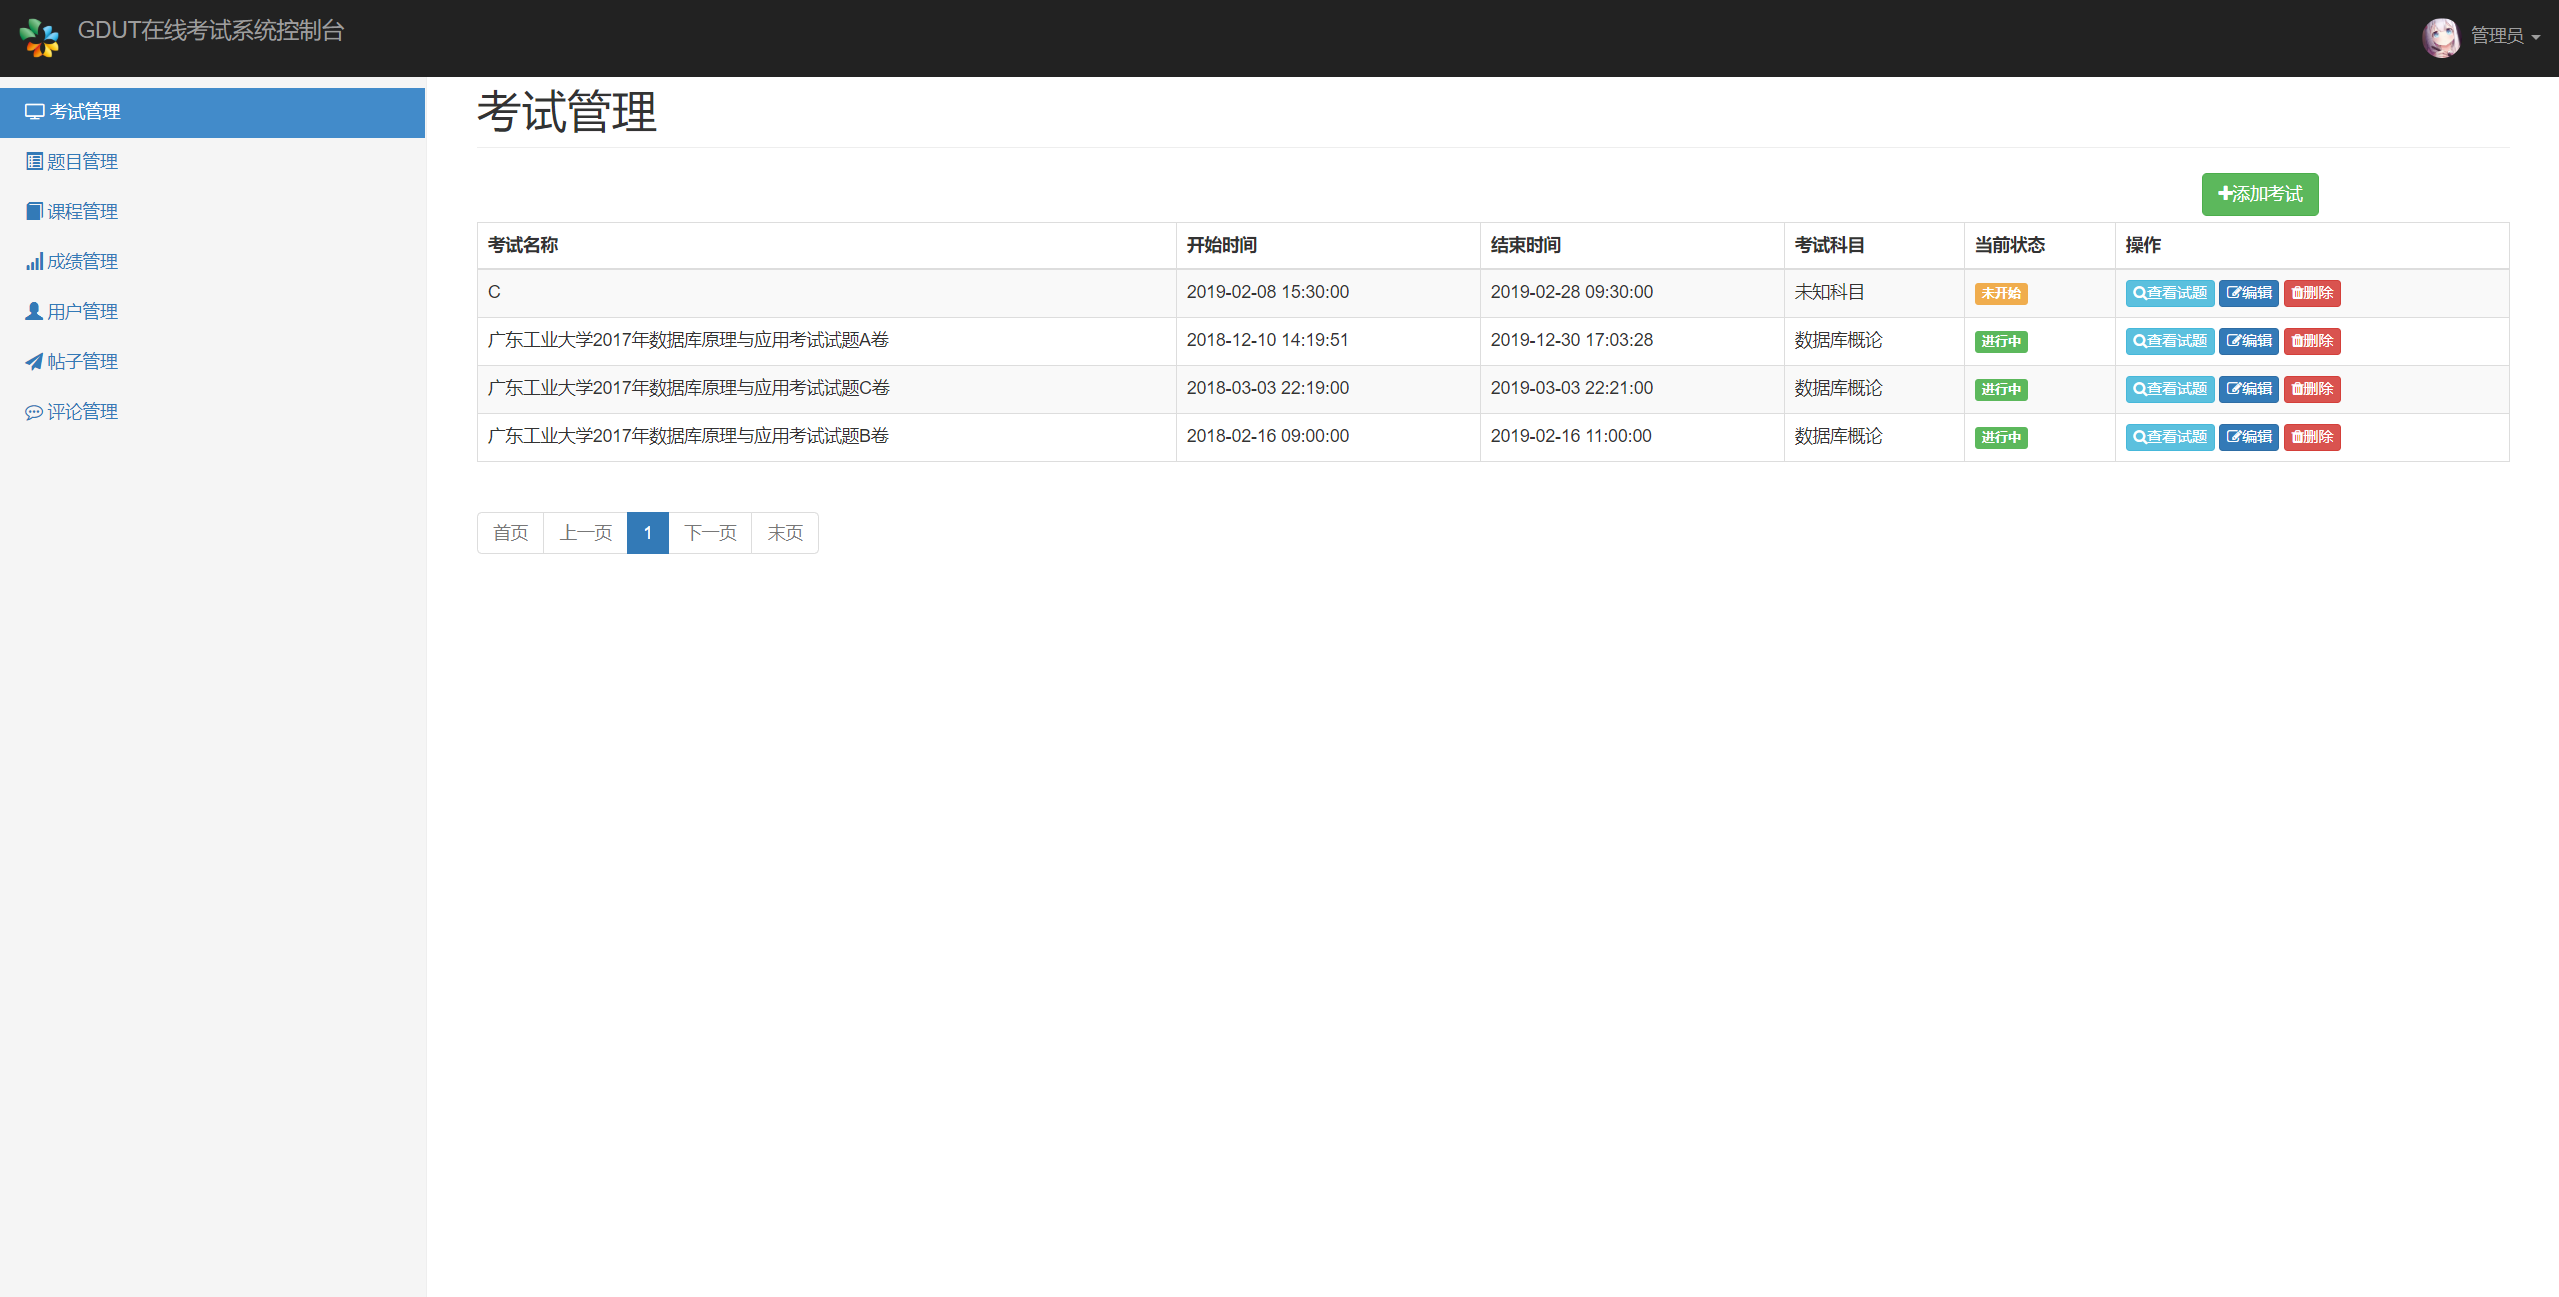 GDUT在线考试系统控制台
管理员
考试管理
题目管理
课程管理
成绩管理
用户管理
帖子管理
评论管理
考试管理
添加考试
考试名称 开始时间 结束时间 考试科目 当前状态 操作
C 2019-02-08 15:30:00 2019-02-28 09:30:00 未知科目 未开始 查看试题 编辑 删除
广东工业大学2017年数据库原理与应用考试试题A卷 2018-12-10 14:19:51 2019-12-30 17:03:28 数据库概论 进行中 查看试题 编辑 删除
广东工业大学2017年数据库原理与应用考试试题C卷 2018-03-03 22:19:00 2019-03-03 22:21:00 数据库概论 进行中 查看试题 编辑 删除
广东工业大学2017年数据库原理与应用考试试题B卷 2018-02-16 09:00:00 2019-02-16 11:00:00 数据库概论 进行中 查看试题 编辑 删除
首页 上一页 1 下一页 末页